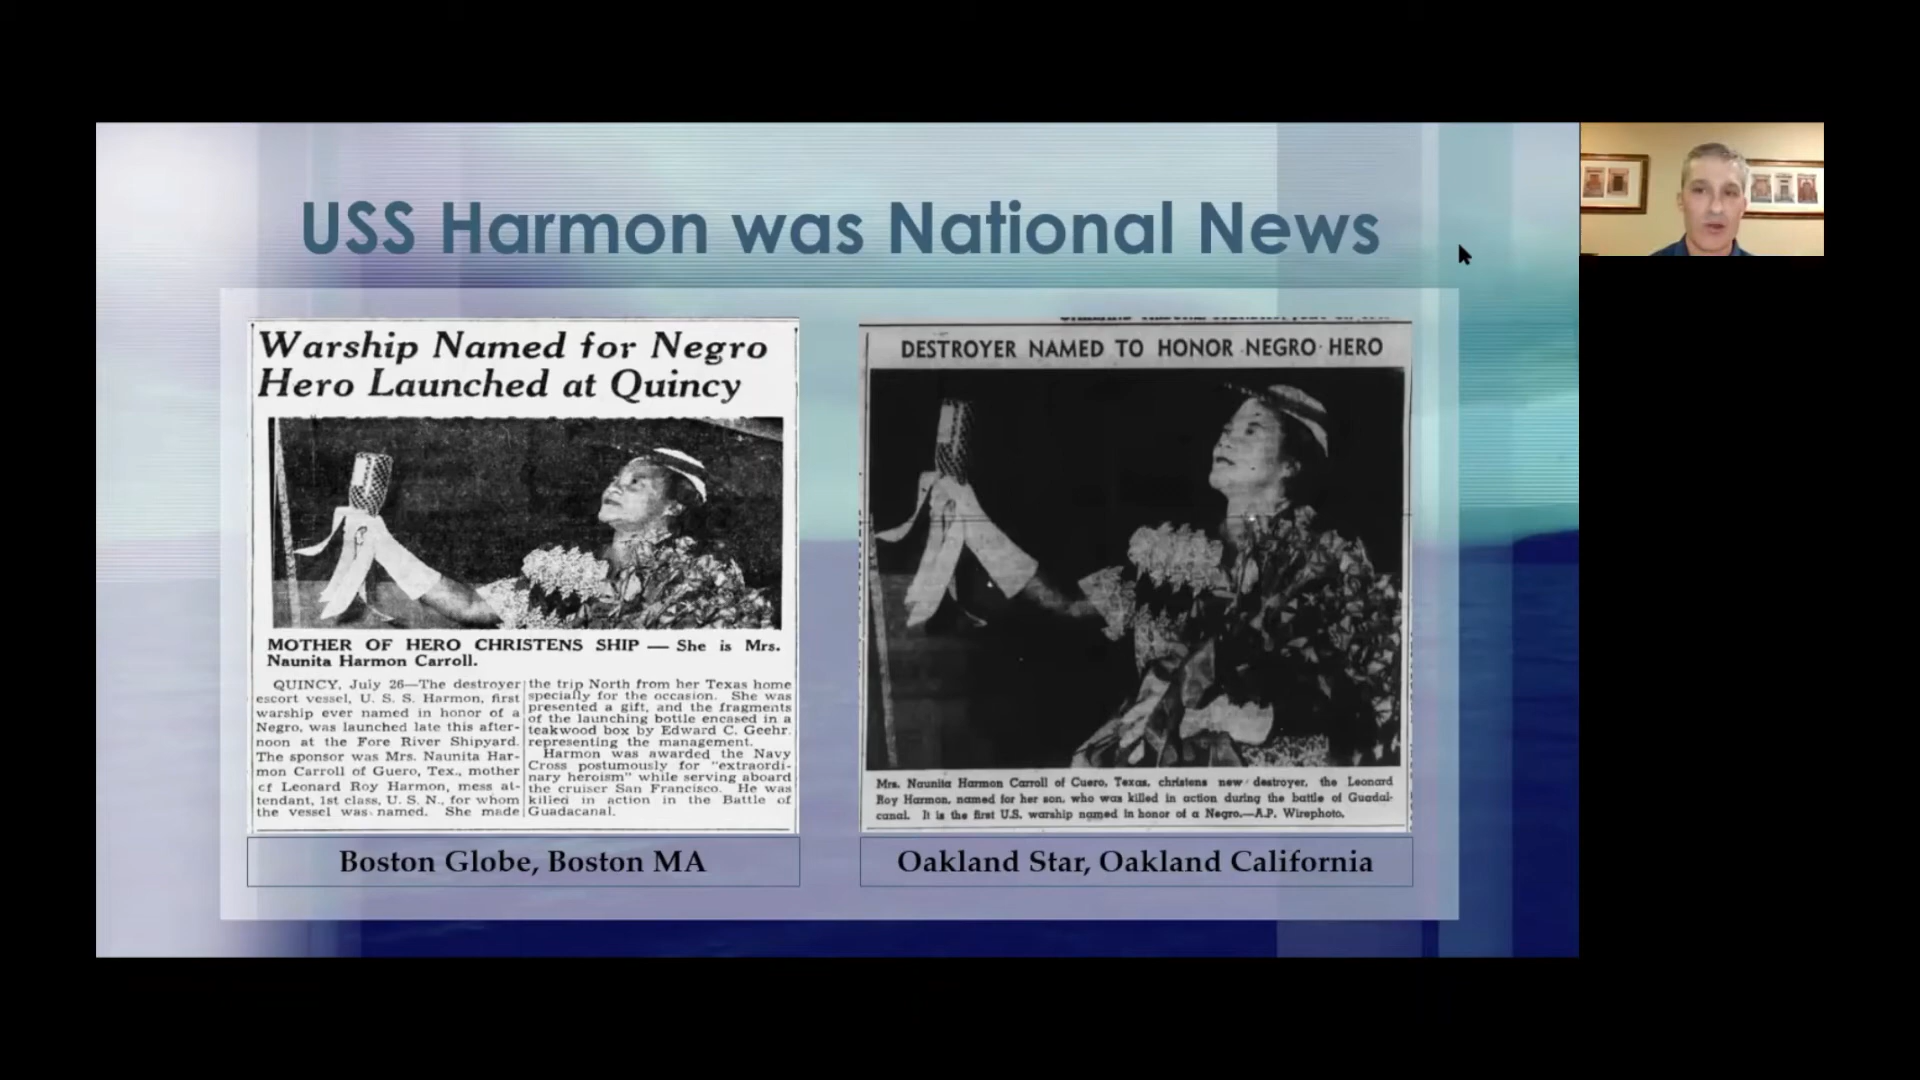 USS Harmon was National News
Warship Named for Negro
Hero Launched at Quincy
MOTHER OF HERO CHRISTENS SHIP — She is Mrs.
Naunita Harmon Carroll.
QUINCY, July 26—The destroyer
escort vessel, U. S. S. Harmon, first
warship ever named in honor of a
Negro, was launched late this after-
noon at the Fore River Shipyard.
The sponsor was Mrs. Naunita Har-
mon Carroll of Guero, Tex., mother
cf Leonard Roy Harmon, mess at-
tendant, 1st class, U. S. N., for whom
the vessel was named. She made
the trip North from her Texas home
specially for the occasion. She was
presented a gift, and the fragments
of the launching bottle encased in a
teakwood box by Edward C. Geehr,
representing the management.
Harmon was awarded the Navy
Cross postumously for "extraordi-
nary heroism" while serving aboard
the cruiser San Francisco. He was
killed in action in the Battle of
Guadacanal.
Boston Globe, Boston MA
DESTROYER NAMED TO HONOR NEGRO HERO
Mrs. Naunita Harmon Carroll of Cuero, Texas, christens new destroyer, the Leonard
Roy Harmon, named for her son, who was killed in action during the battle of Guadal-
canal. It is the first U.S. warship named in honor of a Negro.—A.P. Wirephoto.
Oakland Star, Oakland California